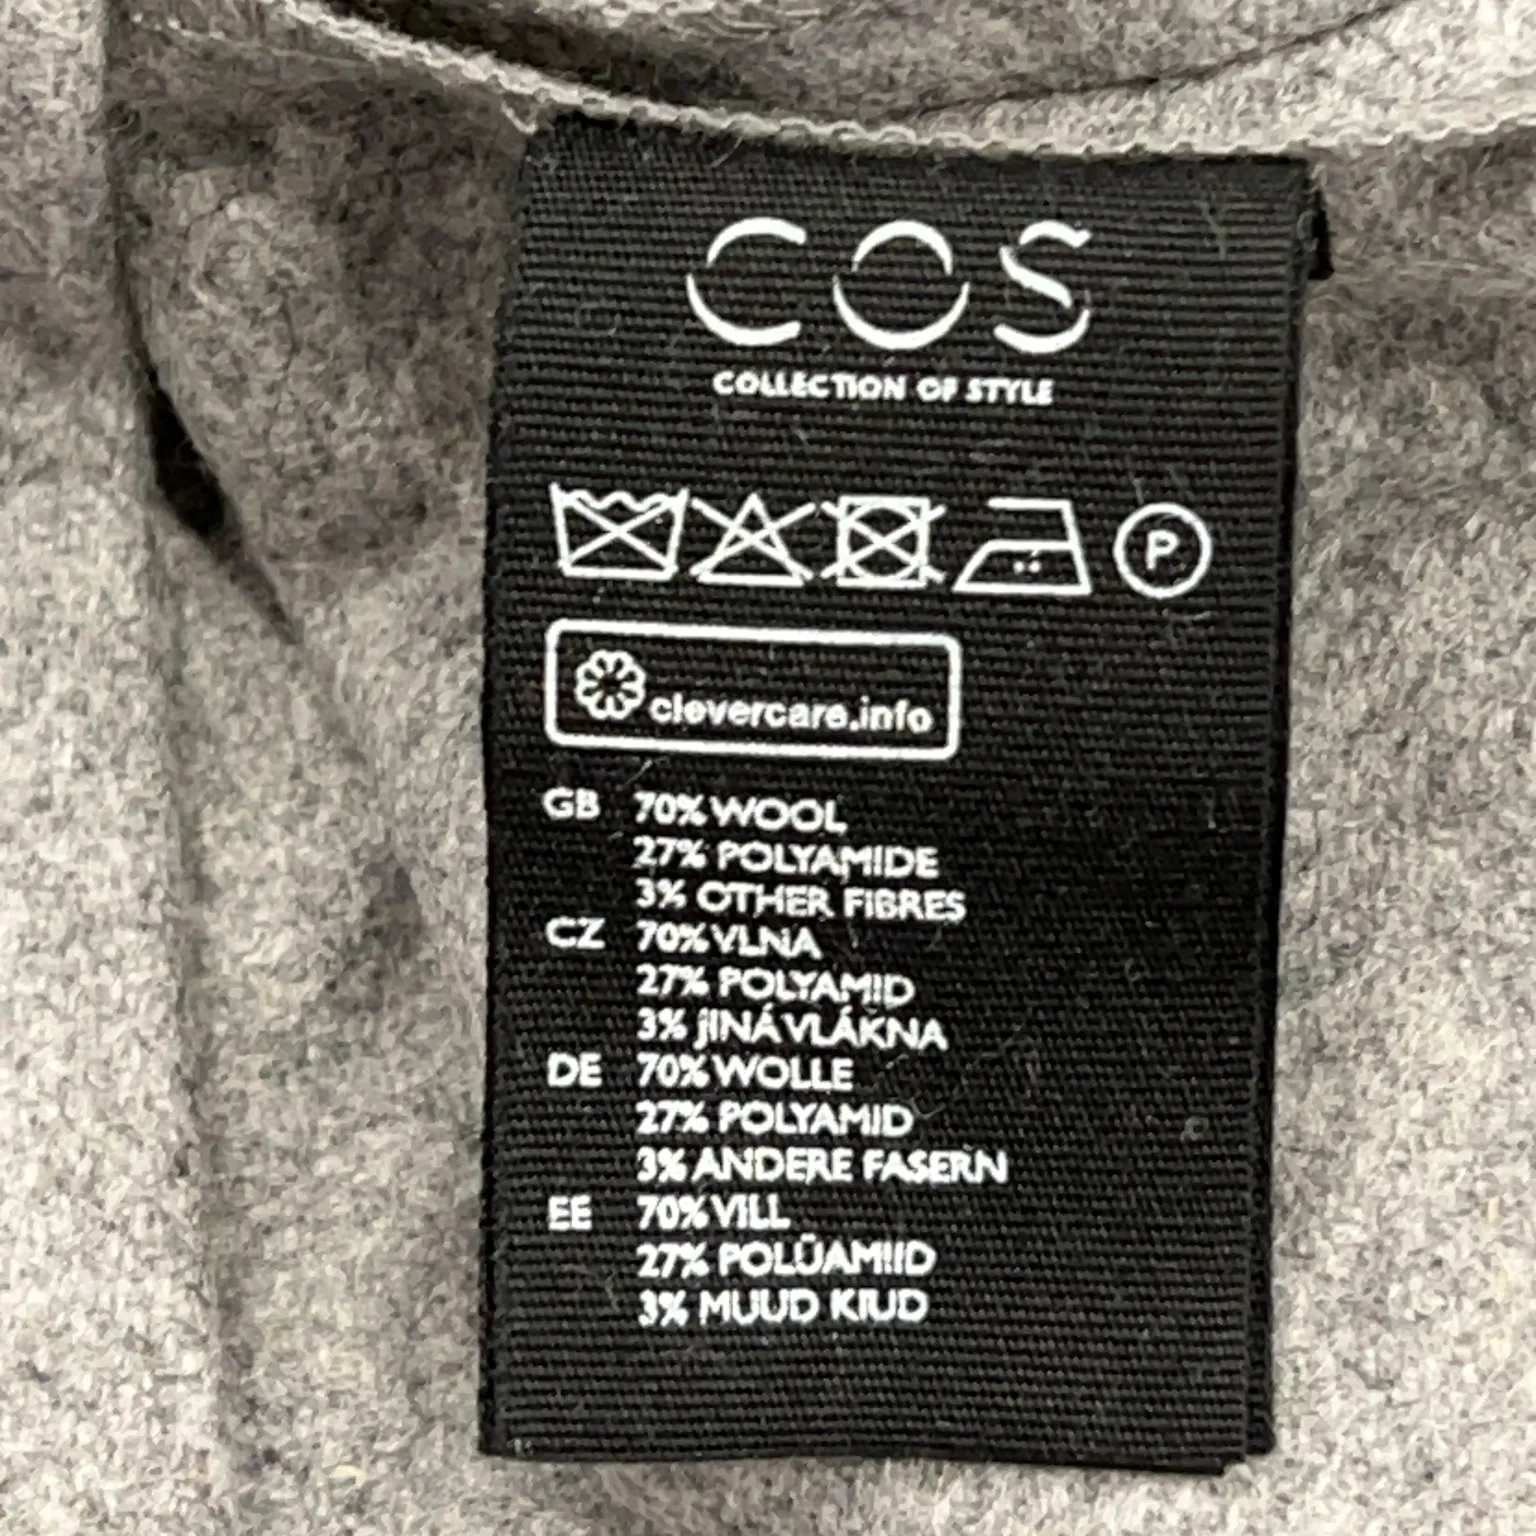 COS
COLLECTION OF STYLE
P
clevercare.info
GB 70% WOOL
27% POLYAMIDE
3% OTHER FIBRES
CZ 70% VLNA
27% POLYAMID
3% JINÁ VLÁKNA
DE 70% WOLLE
27% POLYAMID
3% ANDERE FASERN
EE 70% VILL
27% POLÜAMIID
3% MUUD KIUD